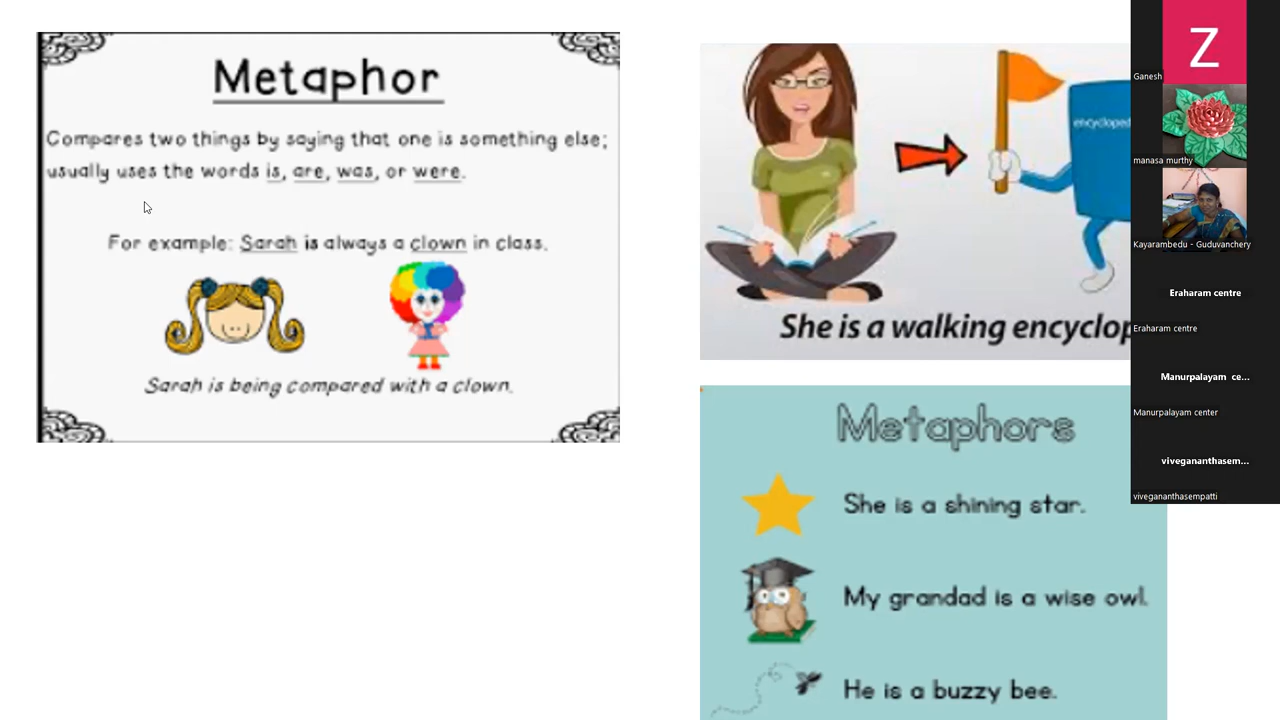 Metaphor
Compares two things by saying that one is something else;
usually uses the words is, are, was, or were.
For example: Sarah is always a clown in class.
Sarah is being compared with a clown.
encycloped
She is a walking encyclop
Metaphors
She is a shining star.
My grandad is a wise owl.
He is a buzzy bee.
Z
Ganesh
manasa murthy
Kayarambedu - Guduvanchery
Eraharam centre
Eraharam centre
Manurpalayam ce...
Manurpalayam center
vivegananthasem...
vivegananthasempatti